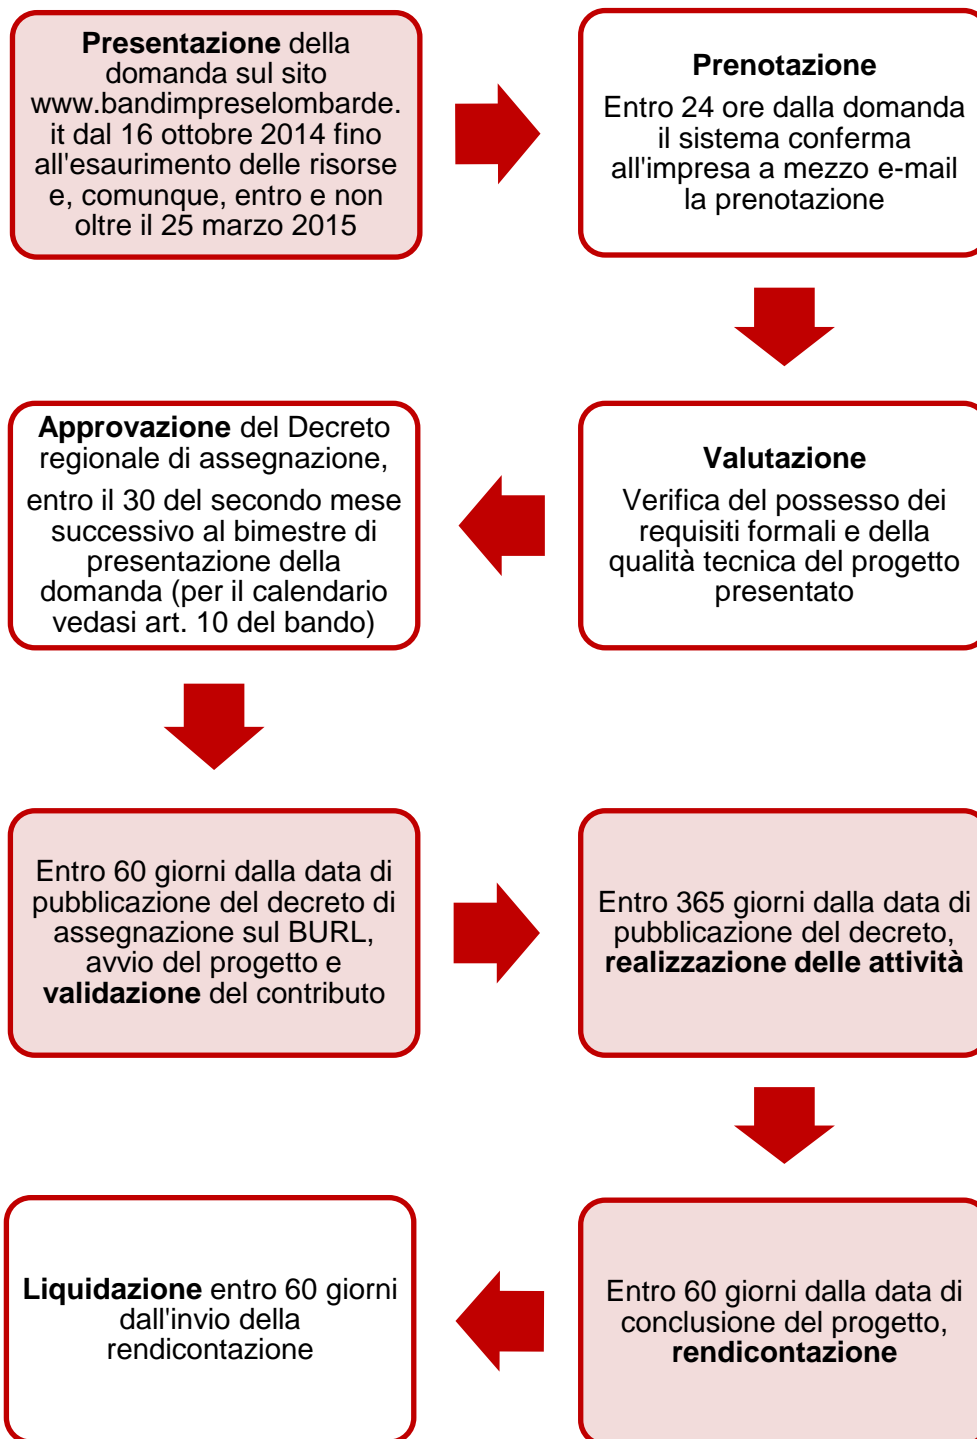 Presentazione della
domanda sul sito
www.bandimpreselombarde.
it dal 16 ottobre 2014 fino
all'esaurimento delle risorse
e, comunque, entro e non
oltre il 25 marzo 2015
Prenotazione
Entro 24 ore dalla domanda
il sistema conferma
all'impresa a mezzo e-mail
la prenotazione
Valutazione
Verifica del possesso dei
requisiti formali e della
qualità tecnica del progetto
presentato
Approvazione del Decreto
regionale di assegnazione,
entro il 30 del secondo mese
successivo al bimestre di
presentazione della
domanda (per il calendario
vedasi art. 10 del bando)
Entro 60 giorni dalla data di
pubblicazione del decreto di
assegnazione sul BURL,
avvio del progetto e
validazione del contributo
Entro 365 giorni dalla data di
pubblicazione del decreto,
realizzazione delle attività
Entro 60 giorni dalla data di
conclusione del progetto,
rendicontazione
Liquidazione entro 60 giorni
dall'invio della
rendicontazione